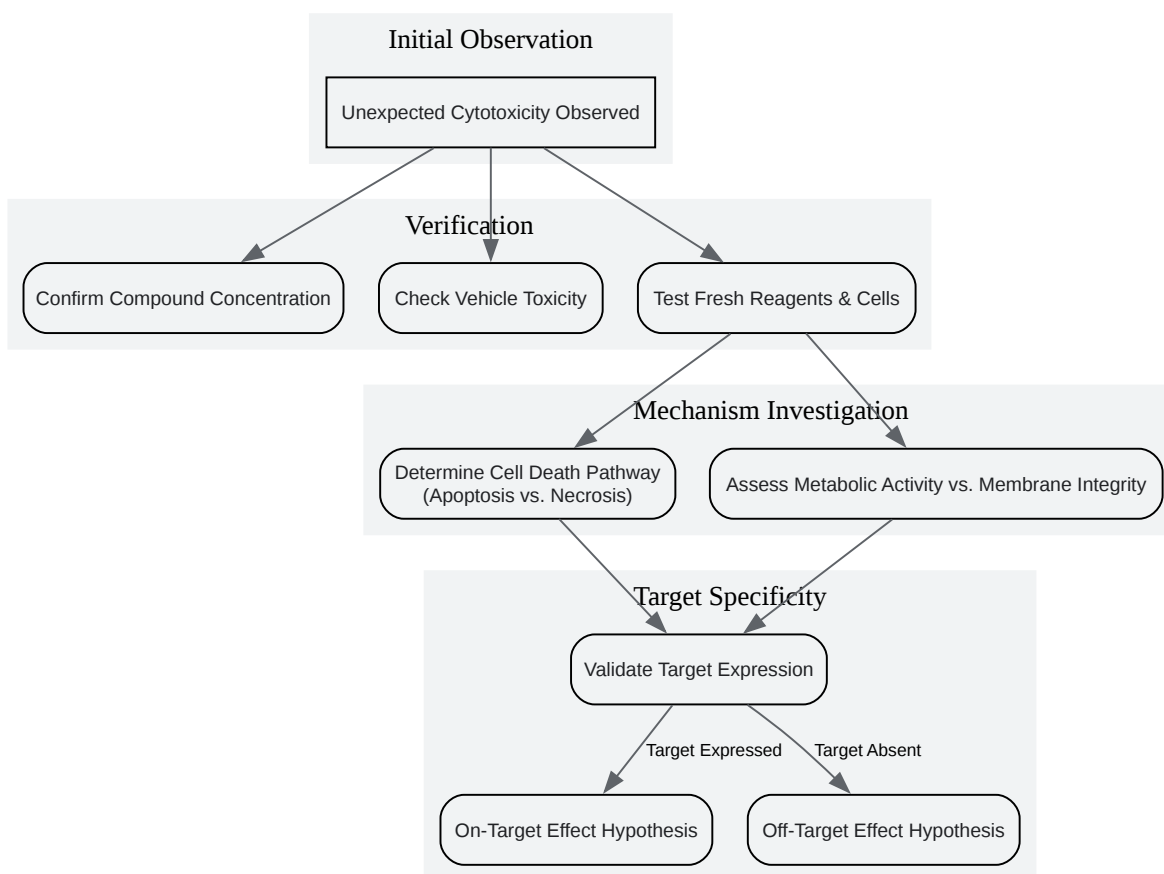 Initial Observation
Unexpected Cytotoxicity Observed
Verification
Confirm Compound Concentration
Check Vehicle Toxicity
Test Fresh Reagents & Cells
Mechanism Investigation
Determine Cell Death Pathway
(Apoptosis vs. Necrosis)
Assess Metabolic Activity vs. Membrane Integrity
Target Specificity
Validate Target Expression
Target Expressed
Target Absent
On-Target Effect Hypothesis
Off-Target Effect Hypothesis